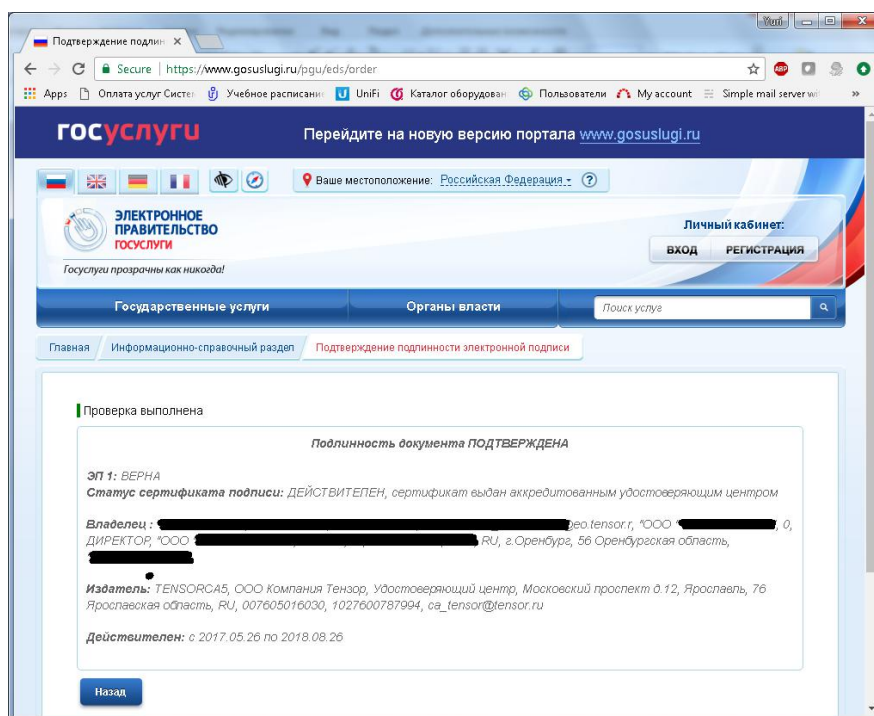 Yuri
Подтверждение подлин
Secure | https://www.gosuslugi.ru/pgu/eds/order
Apps Оплата услуг Систе Учебное расписани UniFi Каталог оборудован Пользователи My account Simple mail server wi »
госуслуги Перейдите на новую версию портала www.gosuslugi.ru
Ваше местоположение: Российская Федерация ?
ЭЛЕКТРОННОЕ
ПРАВИТЕЛЬСТВО
ГОСУСЛУГИ
Госуслуги прозрачны как никогда!
Личный кабинет:
ВХОД РЕГИСТРАЦИЯ
Государственные услуги Органы власти Поиск услуг
Главная Информационно-справочный раздел Подтверждение подлинности электронной подписи
Проверка выполнена
Подлинность документа ПОДТВЕРЖДЕНА
ЭП 1: ВЕРНА
Статус сертификата подписи: ДЕЙСТВИТЕЛЕН, сертификат выдан аккредитованным удостоверяющим центром
Владелец : geo.tensor.r, "ООО , 0,
ДИРЕКТОР, "ООО , RU, г.Оренбург, 56 Оренбургская область,
Издатель: TENSORCA5, ООО Компания Тензор, Удостоверяющий центр, Московский проспект д.12, Ярославль, 76
Ярославская область, RU, 007605016030, 1027600787994, ca_tensor@tensor.ru
Действителен: с 2017.05.26 по 2018.08.26
Назад